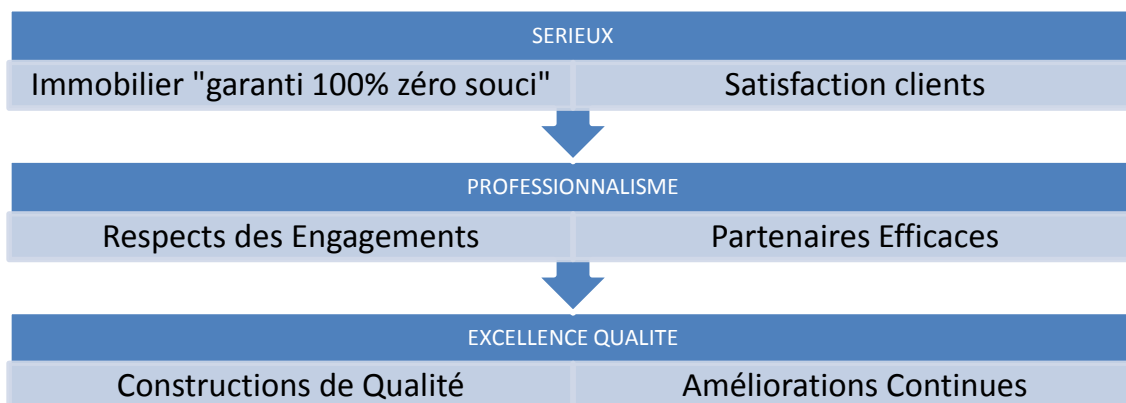 SERIEUX
Immobilier "garanti 100% zéro souci" Satisfaction clients
PROFESSIONNALISME
Respects des Engagements Partenaires Efficaces
EXCELLENCE QUALITE
Constructions de Qualité Améliorations Continues